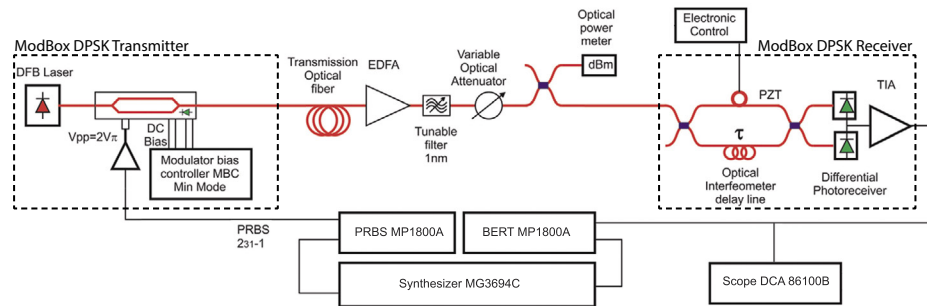 ModBox DPSK Transmitter
DFB Laser
Vpp=2Vπ
DC
Bias
Modulator bias
controller MBC
Min Mode
Transmission
Optical
fiber
EDFA
Tunable
filter
1nm
Variable
Optical
Attenuator
Optical
power
meter
dBm
Electronic
Control
ModBox DPSK Receiver
PZT
τ
Optical
Interfeometer
delay line
TIA
Differential
Photoreceiver
PRBS
231-1
PRBS MP1800A
BERT MP1800A
Synthesizer MG3694C
Scope DCA 86100B